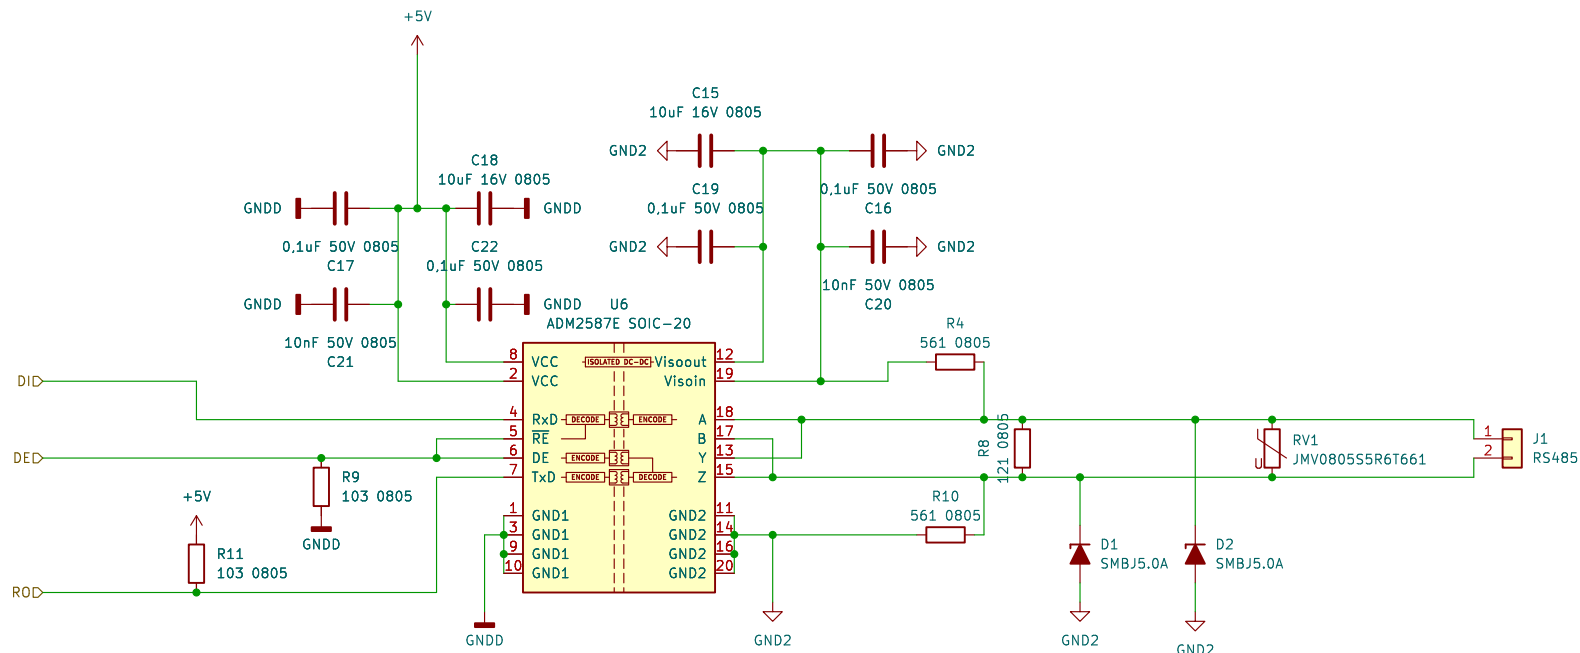 +5V
C15
10uF 16V 0805
GND2
GND2
C18
10uF 16V 0805
C19
0,1uF 50V 0805
0,1uF 50V 0805
C16
GNDD
GNDD
0,1uF 50V 0805
C17
C22
0,1uF 50V 0805
GND2
GND2
10nF 50V 0805
C20
GNDD
GNDD
U6
ADM2587E SOIC-20
10nF 50V 0805
C21
R4
561 0805
8 VCC ISOLATED DC-DC Visoout 12
2 VCC Visoin 19
DI
4 RxD DECODE ENCODE A 18
5 RE B 17
DE
6 DE ENCODE Y 13
7 TxD ENCODE DECODE Z 15
R8
121 0805
RV1
JMV0805S5R6T661
U
1
2
J1
RS485
R9
103 0805
GNDD
+5V
R11
103 0805
RO
1 GND1 GND2 11
3 GND1 GND2 14
9 GND1 GND2 16
10 GND1 GND2 20
R10
561 0805
D1
SMBJ5.0A
D2
SMBJ5.0A
GNDD
GND2
GND2
GND2